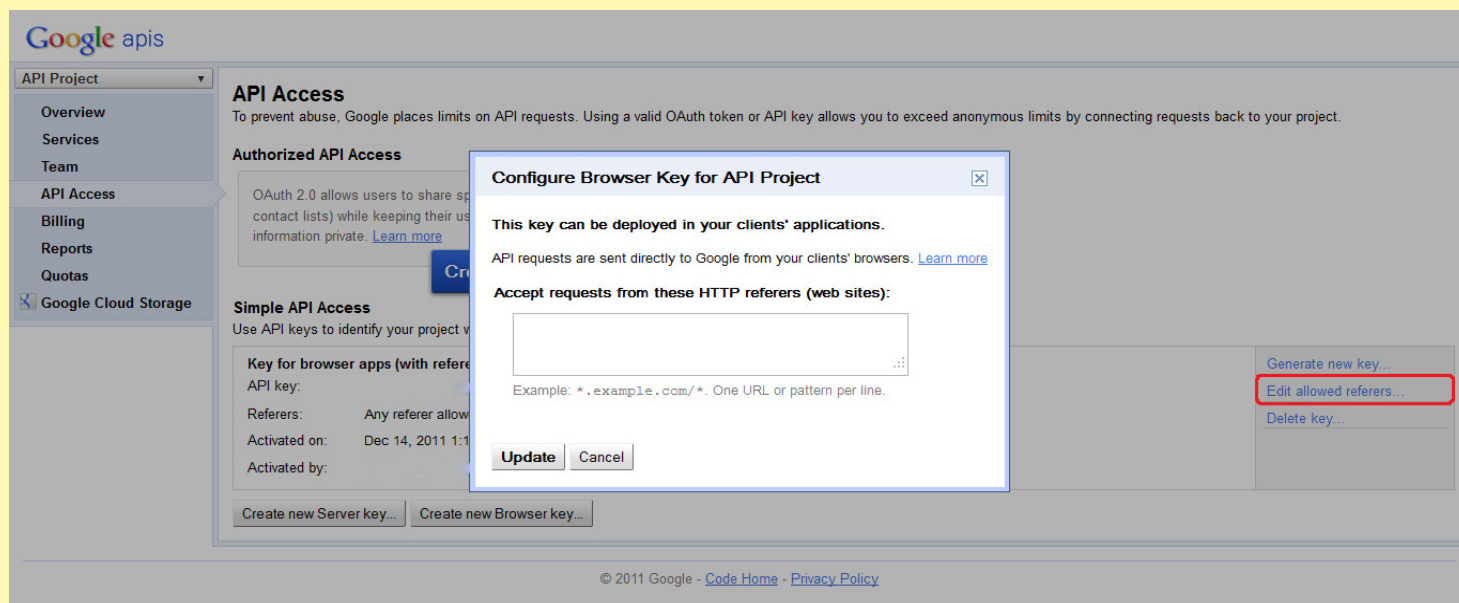 Google apis
API Project
Overview
Services
Team
API Access
Billing
Reports
Quotas
Google Cloud Storage
API Access
To prevent abuse, Google places limits on API requests. Using a valid OAuth token or API key allows you to exceed anonymous limits by connecting requests back to your project.
Authorized API Access
OAuth 2.0 allows users to share
contact lists) while keeping their
information private. Learn more
Simple API Access
Use API keys to identify your project
Key for browser apps (with
API key:
Referers: Any referer
Activated on: Dec 14, 2011
Activated by:
Create new Server key... Create new Browser key...
Configure Browser Key for API Project
This key can be deployed in your clients' applications.
API requests are sent directly to Google from your clients' browsers. Learn more
Accept requests from these HTTP referers (web sites):
Example: *.example.com/*. One URL or pattern per line.
Update Cancel
Generate new key...
Edit allowed referers...
Delete key...
© 2011 Google - Code Home - Privacy Policy